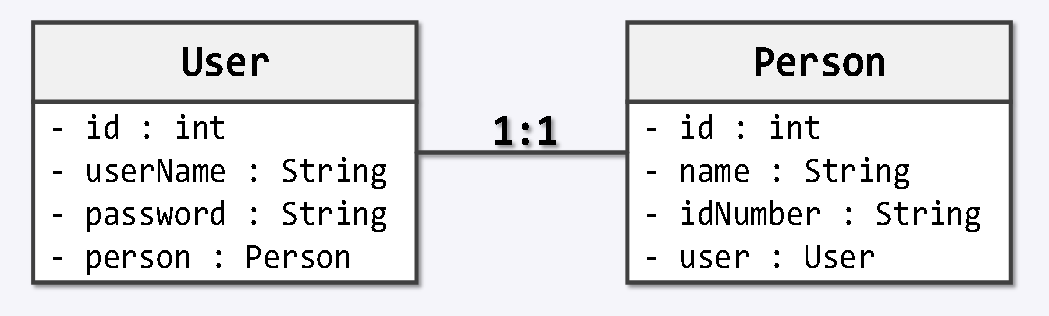 User
- id : int
- userName : String
- password : String
- person : Person
1:1
Person
- id : int
- name : String
- idNumber : String
- user : User